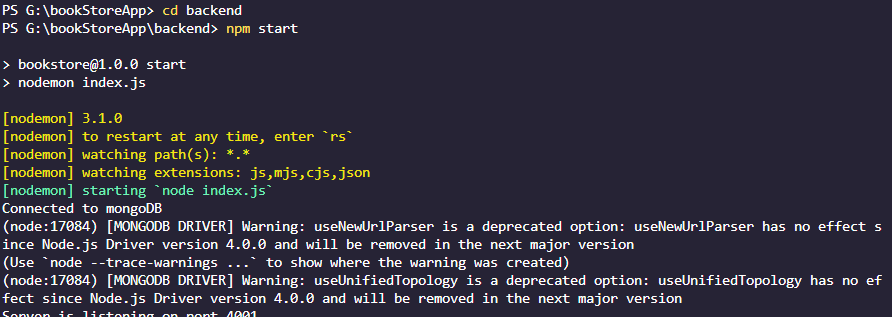 PS G:\bookStoreApp> cd backend
PS G:\bookStoreApp\backend> npm start
> bookstore@1.0.0 start
> nodemon index.js
[nodemon] 3.1.0
[nodemon] to restart at any time, enter `rs`
[nodemon] watching path(s): *.*
[nodemon] watching extensions: js,mjs,cjs,json
[nodemon] starting `node index.js`
Connected to mongoDB
(node:17084) [MONGODB DRIVER] Warning: useNewUrlParser is a deprecated option: useNewUrlParser has no effect s
ince Node.js Driver version 4.0.0 and will be removed in the next major version
(Use `node --trace-warnings ...` to show where the warning was created)
(node:17084) [MONGODB DRIVER] Warning: useUnifiedTopology is a deprecated option: useUnifiedTopology has no ef
fect since Node.js Driver version 4.0.0 and will be removed in the next major version
Server is listening on port 4001